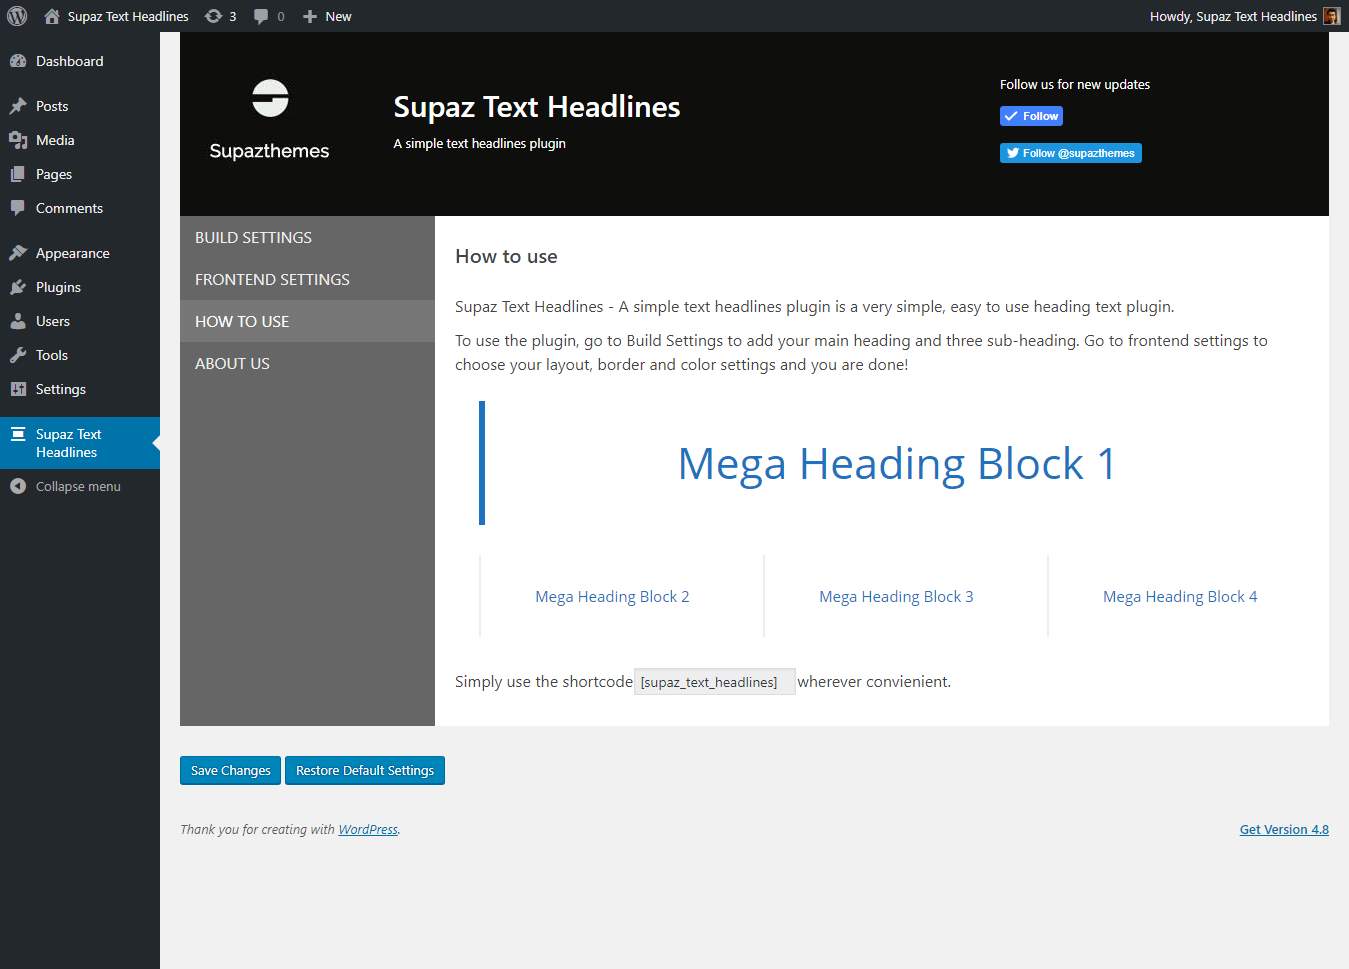 Supaz Text Headlines 3 0 New Howdy, Supaz Text Headlines
Dashboard
Posts
Media
Pages
Comments
Appearance
Plugins
Users
Tools
Settings
Supaz Text
Headlines
Collapse menu
Supazthemes
Supaz Text Headlines
A simple text headlines plugin
Follow us for new updates
Follow
Follow @supazthemes
BUILD SETTINGS
FRONTEND SETTINGS
HOW TO USE
ABOUT US
How to use
Supaz Text Headlines - A simple text headlines plugin is a very simple, easy to use heading text plugin.
To use the plugin, go to Build Settings to add your main heading and three sub-heading. Go to frontend settings to
choose your layout, border and color settings and you are done!
Mega Heading Block 1
Mega Heading Block 2 Mega Heading Block 3 Mega Heading Block 4
Simply use the shortcode [supaz_text_headlines] wherever convienient.
Save Changes Restore Default Settings
Thank you for creating with WordPress. Get Version 4.8